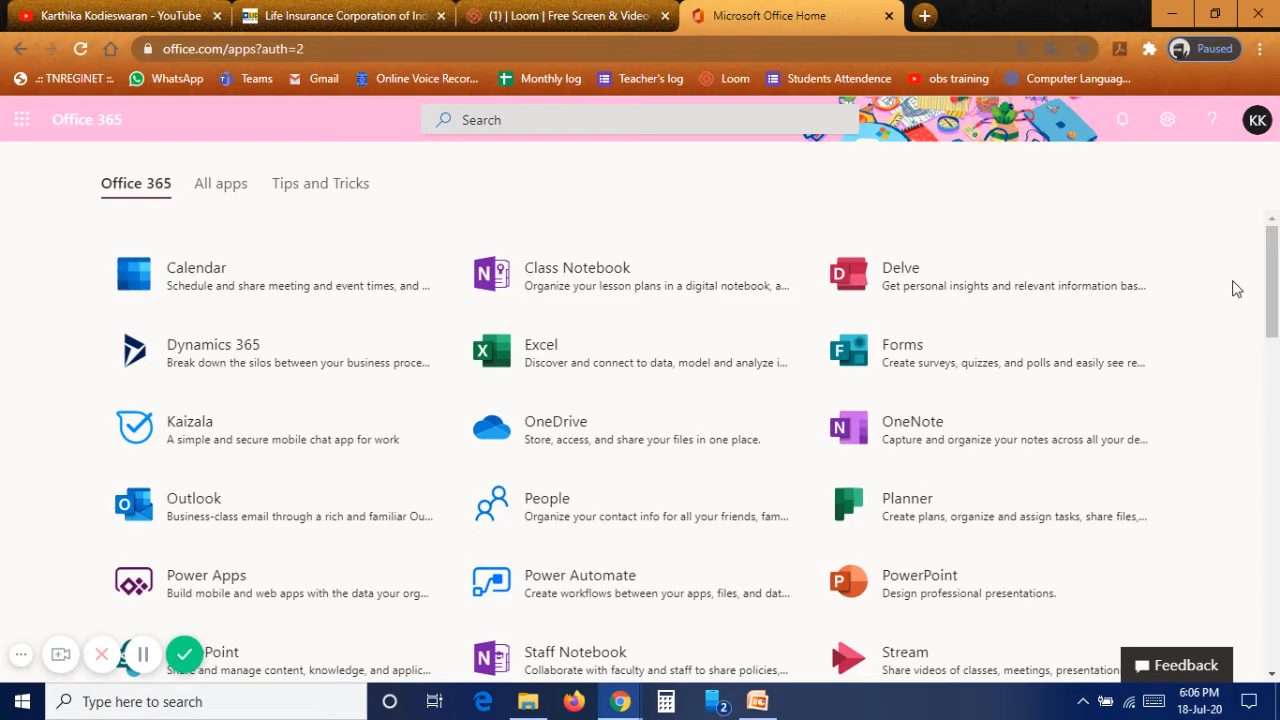 Karthika Kodieswaran - YouTube
Life Insurance Corporation of Ind
(1) | Loom | Free Screen & Video
Microsoft Office Home
office.com/apps?auth=2
Paused
.:: TNREGINET ::.
WhatsApp
Teams
Gmail
Online Voice Recor...
Monthly log
Teacher's log
Loom
Students Attendence
obs training
Computer Languag...
Office 365
Search
KK
Office 365
All apps
Tips and Tricks
Calendar
Schedule and share meeting and event times, and ...
Class Notebook
Organize your lesson plans in a digital notebook, a...
Delve
Get personal insights and relevant information bas...
Dynamics 365
Break down the silos between your business proce...
Excel
Discover and connect to data, model and analyze i...
Forms
Create surveys, quizzes, and polls and easily see re...
Kaizala
A simple and secure mobile chat app for work
OneDrive
Store, access, and share your files in one place.
OneNote
Capture and organize your notes across all your de...
Outlook
Business-class email through a rich and familiar Ou...
People
Organize your contact info for all your friends, fam...
Planner
Create plans, organize and assign tasks, share files,...
Power Apps
Build mobile and web apps with the data your org...
Power Automate
Create workflows between your apps, files, and dat...
PowerPoint
Design professional presentations.
Point
and manage content, knowledge, and applic...
Staff Notebook
Collaborate with faculty and staff to share policies,...
Stream
Share videos of classes, meetings, presentation
Feedback
Type here to search
2
6:06 PM
18-Jul-20